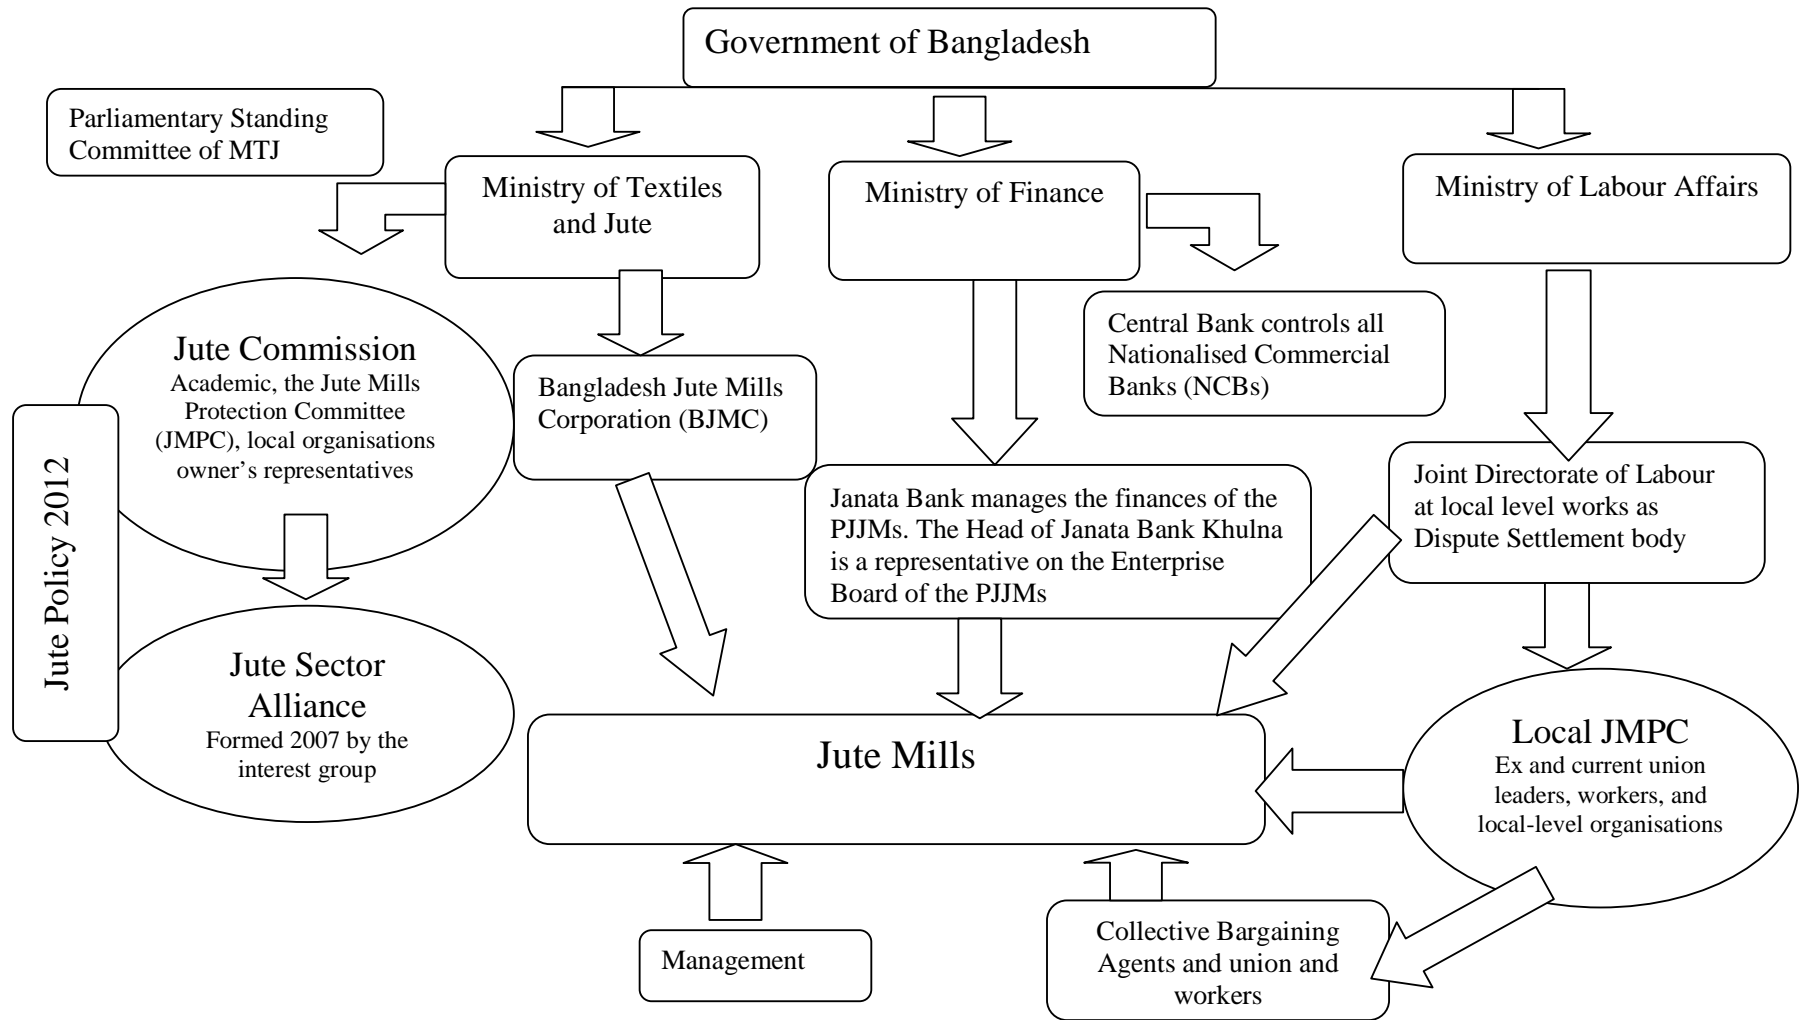 Government of Bangladesh
Parliamentary Standing
Committee of MTJ
Ministry of Textiles
and Jute
Ministry of Finance
Ministry of Labour Affairs
Jute Commission
Academic, the Jute Mills
Protection Committee
(JMPC), local organisations
owner’s representatives
Bangladesh Jute Mills
Corporation (BJMC)
Central Bank controls all
Nationalised Commercial
Banks (NCBs)
Janata Bank manages the finances of the
PJJMs. The Head of Janata Bank Khulna
is a representative on the Enterprise
Board of the PJJMs
Joint Directorate of Labour
at local level works as
Dispute Settlement body
Jute Policy 2012
Jute Sector
Alliance
Formed 2007 by the
interest group
Jute Mills
Local JMPC
Ex and current union
leaders, workers, and
local-level organisations
Management
Collective Bargaining
Agents and union and
workers